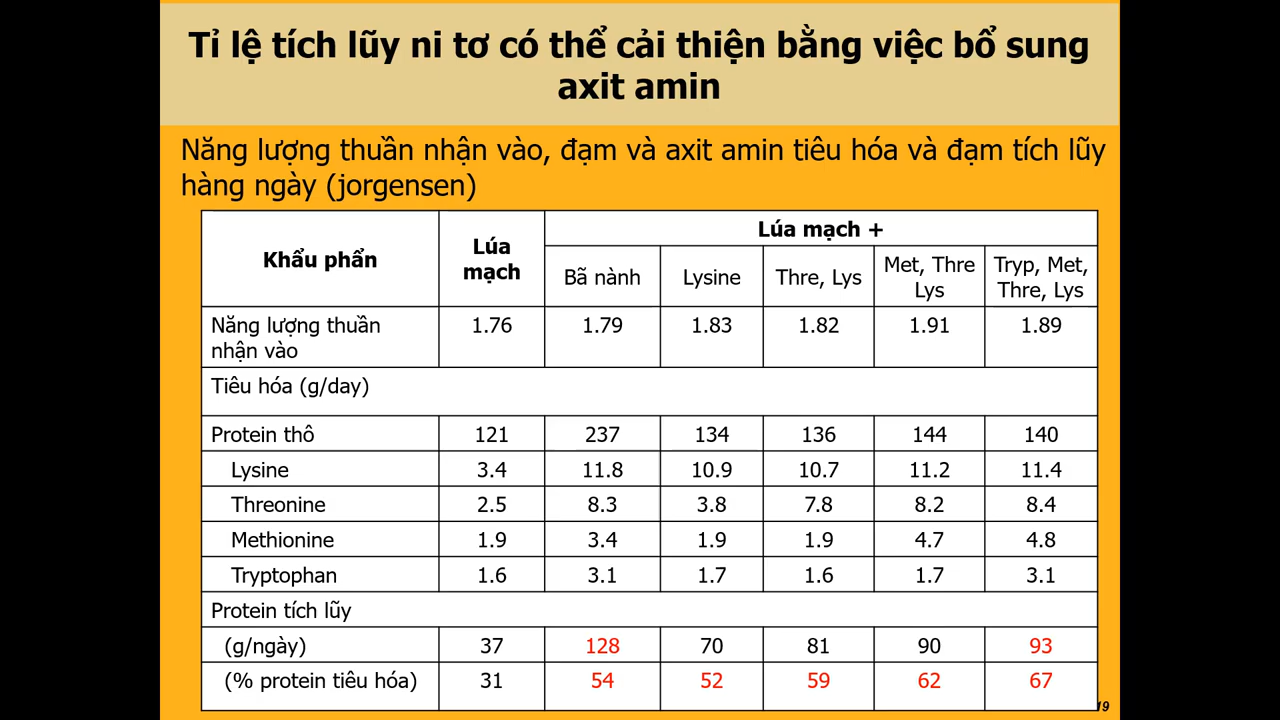 Tỉ lệ tích lũy ni tơ có thể cải thiện bằng việc bổ sung
axit amin
Năng lượng thuần nhận vào, đạm và axit amin tiêu hóa và đạm tích lũy
hàng ngày (jorgensen)
Khẩu phần Lúa mạch Lúa mạch +
Bã nành Lysine Thre, Lys Met, Thre Lys Tryp, Met, Thre, Lys
Năng lượng thuần nhận vào 1.76 1.79 1.83 1.82 1.91 1.89
Tiêu hóa (g/day)
Protein thô 121 237 134 136 144 140
Lysine 3.4 11.8 10.9 10.7 11.2 11.4
Threonine 2.5 8.3 3.8 7.8 8.2 8.4
Methionine 1.9 3.4 1.9 1.9 4.7 4.8
Tryptophan 1.6 3.1 1.7 1.6 1.7 3.1
Protein tích lũy
(g/ngày) 37 128 70 81 90 93
(% protein tiêu hóa) 31 54 52 59 62 67
19